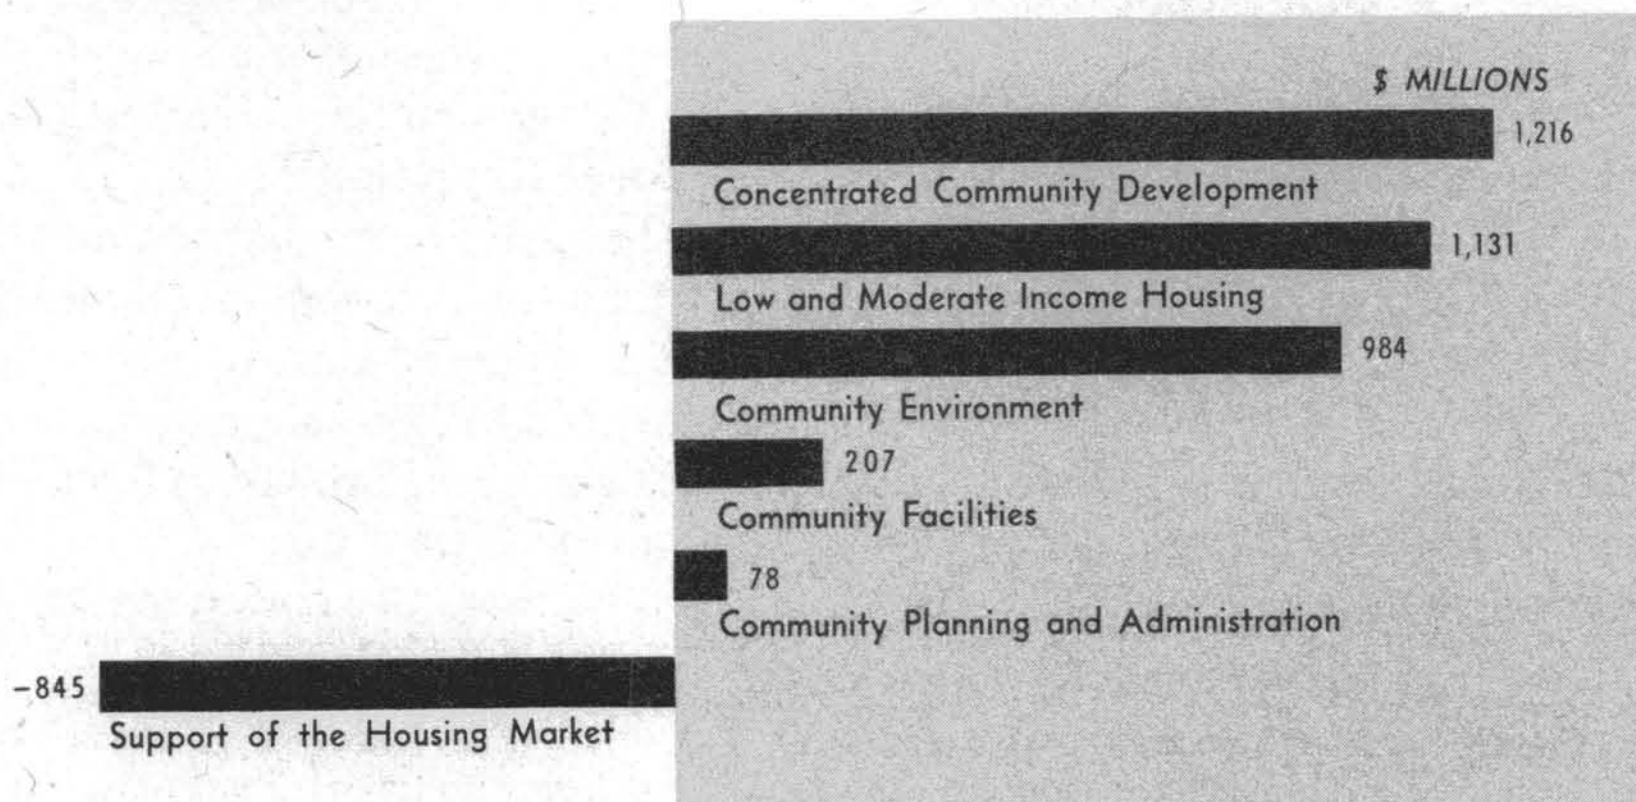 $ MILLIONS
1,216
Concentrated Community Development
1,131
Low and Moderate Income Housing
984
Community Environment
207
Community Facilities
78
Community Planning and Administration
-845
Support of the Housing Market